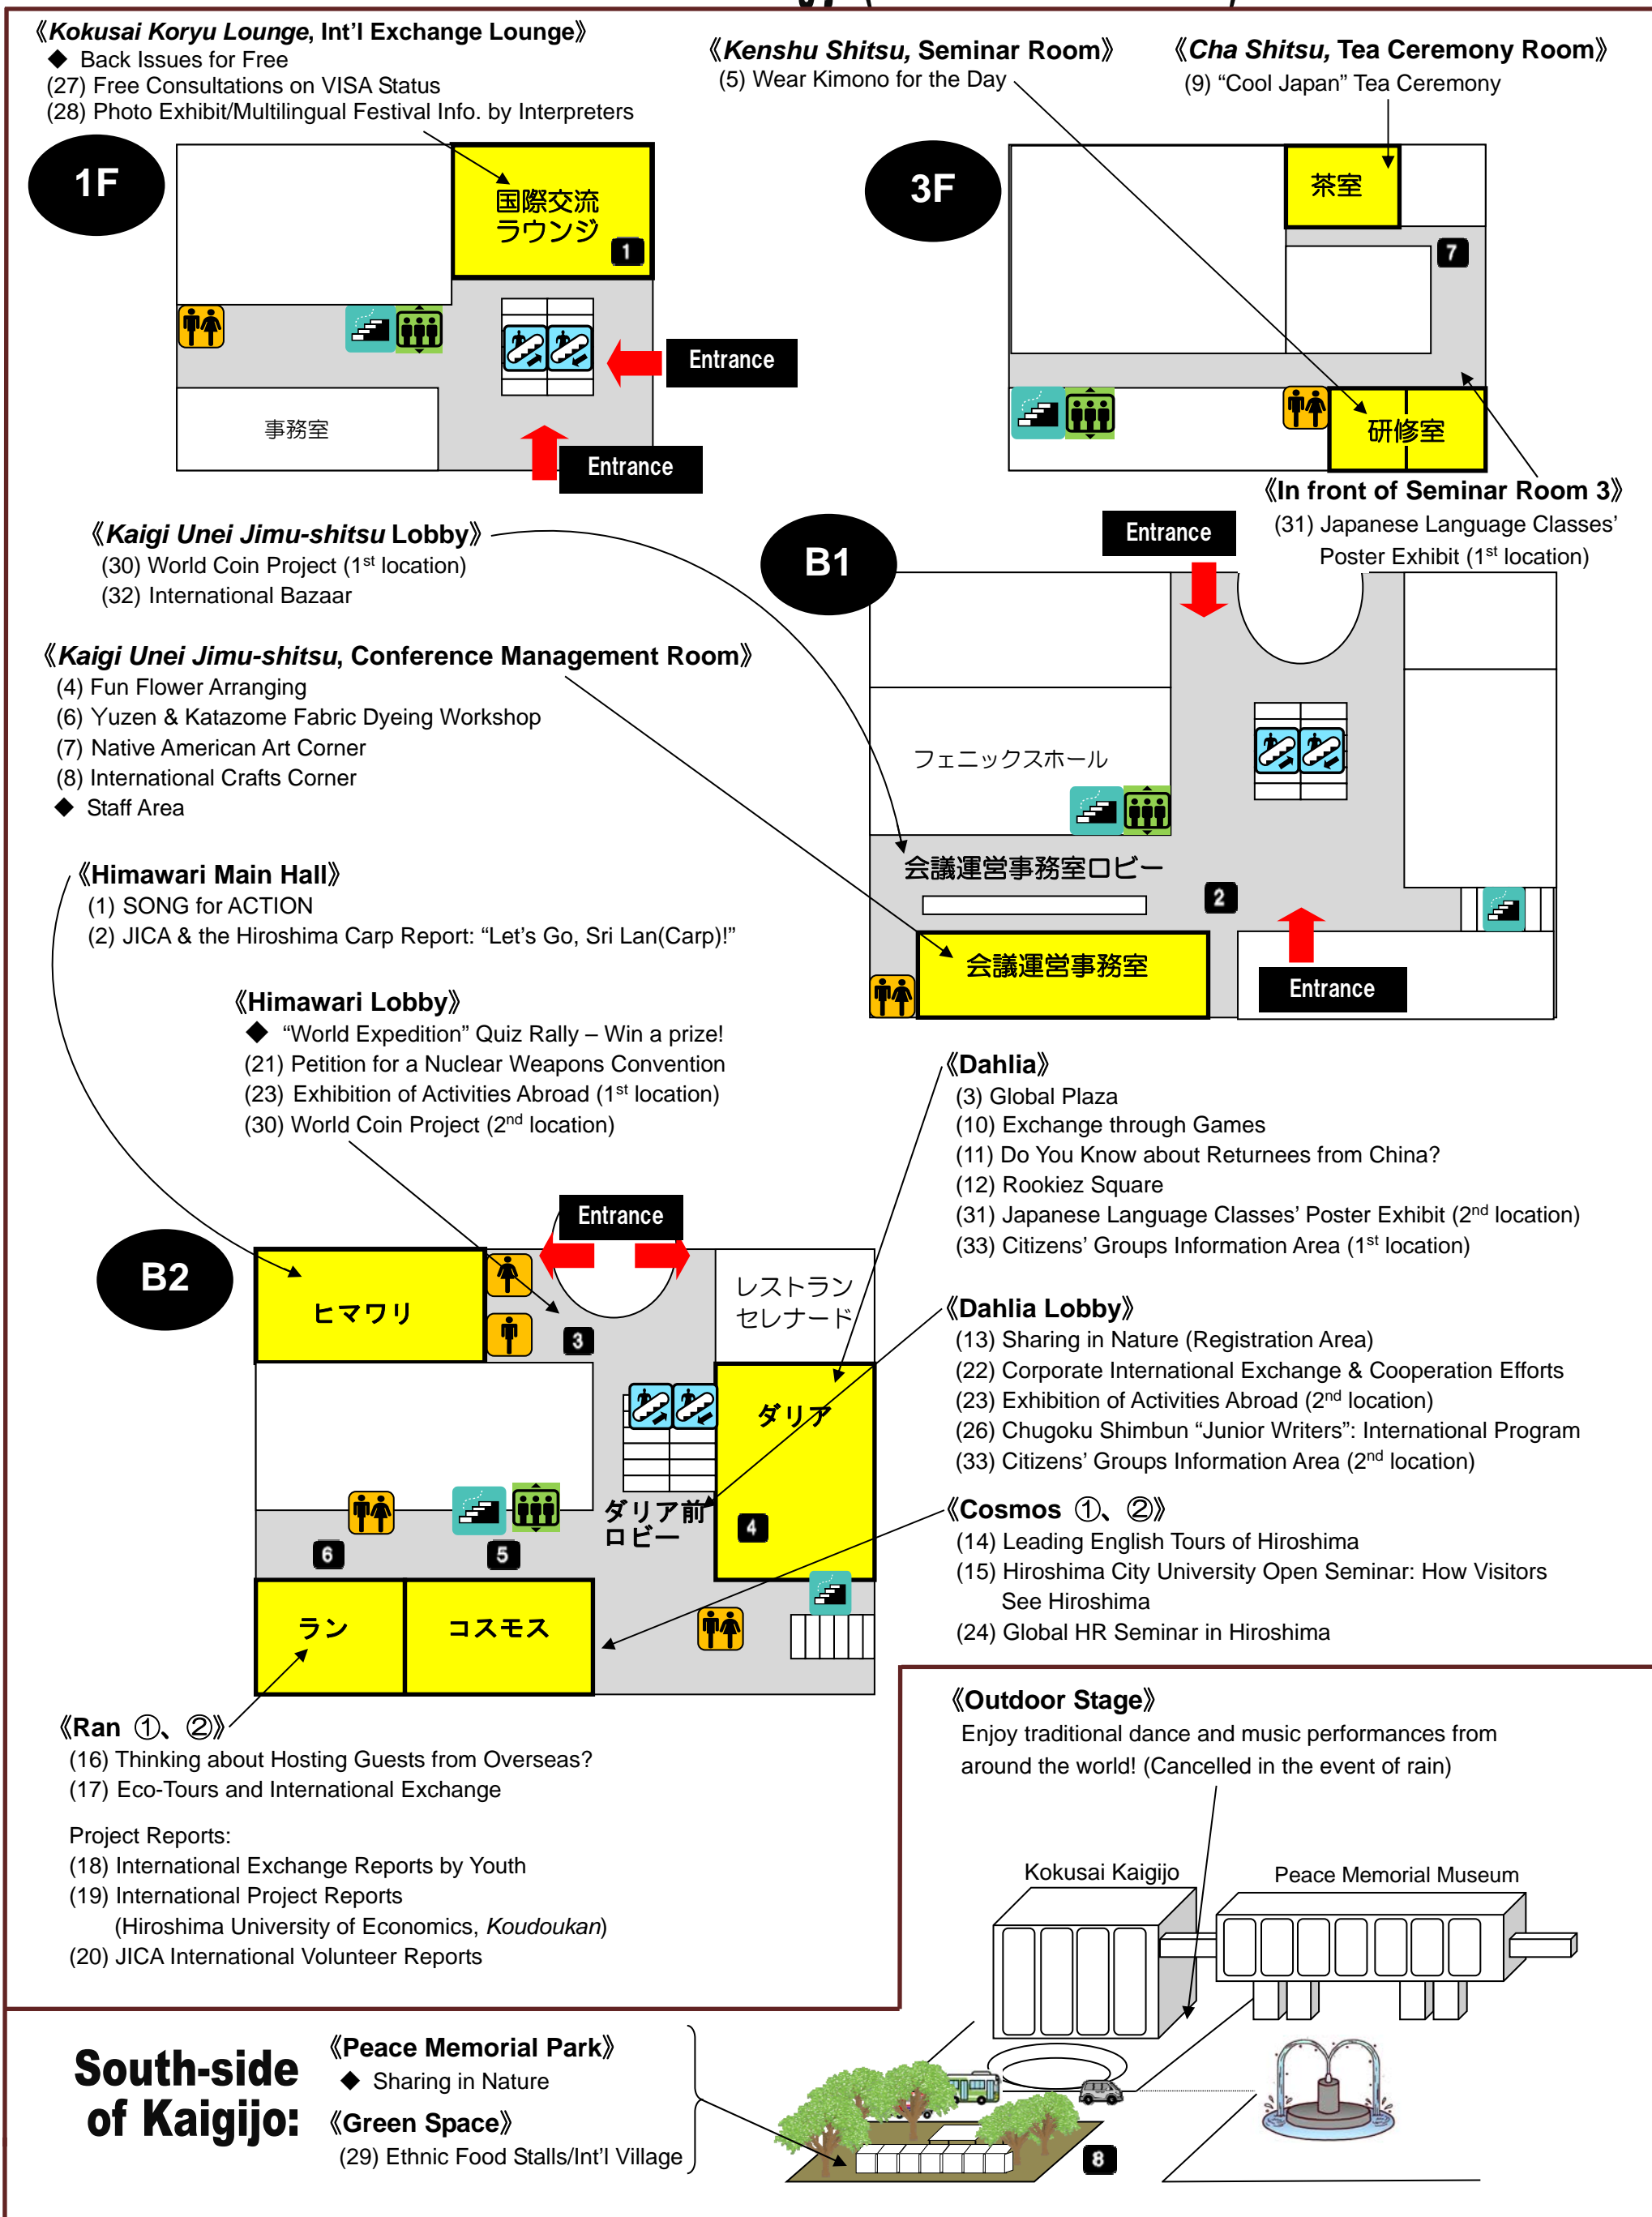 《Kokusai Koryu Lounge, Int'l Exchange Lounge》
◆ Back Issues for Free
(27) Free Consultations on VISA Status
(28) Photo Exhibit/Multilingual Festival Info. by Interpreters
《Kenshu Shitsu, Seminar Room》
(5) Wear Kimono for the Day
《Cha Shitsu, Tea Ceremony Room》
(9) “Cool Japan” Tea Ceremony
1F
国際交流
ラウンジ
1
Entrance
事務室
Entrance
3F
茶室
7
研修室
《In front of Seminar Room 3》
(31) Japanese Language Classes’
Poster Exhibit (1st location)
《Kaigi Unei Jimu-shitsu Lobby》
(30) World Coin Project (1st location)
(32) International Bazaar
《Kaigi Unei Jimu-shitsu, Conference Management Room》
(4) Fun Flower Arranging
(6) Yuzen & Katazome Fabric Dyeing Workshop
(7) Native American Art Corner
(8) International Crafts Corner
◆ Staff Area
B1
Entrance
フェニックスホール
会議運営事務室ロビー
2
会議運営事務室
Entrance
《Himawari Main Hall》
(1) SONG for ACTION
(2) JICA & the Hiroshima Carp Report: “Let’s Go, Sri Lan(Carp)!”
《Himawari Lobby》
◆ “World Expedition” Quiz Rally – Win a prize!
(21) Petition for a Nuclear Weapons Convention
(23) Exhibition of Activities Abroad (1st location)
(30) World Coin Project (2nd location)
《Dahlia》
(3) Global Plaza
(10) Exchange through Games
(11) Do You Know about Returnees from China?
(12) Rookiez Square
(31) Japanese Language Classes’ Poster Exhibit (2nd location)
(33) Citizens’ Groups Information Area (1st location)
《Dahlia Lobby》
(13) Sharing in Nature (Registration Area)
(22) Corporate International Exchange & Cooperation Efforts
(23) Exhibition of Activities Abroad (2nd location)
(26) Chugoku Shimbun “Junior Writers”: International Program
(33) Citizens’ Groups Information Area (2nd location)
《Cosmos ①、②》
(14) Leading English Tours of Hiroshima
(15) Hiroshima City University Open Seminar: How Visitors
See Hiroshima
(24) Global HR Seminar in Hiroshima
B2
Entrance
ヒマワリ
3
レストラン
セレナード
ダリア
ダリア前
ロビー
4
6
5
ラン
コスモス
《Ran ①、②》
(16) Thinking about Hosting Guests from Overseas?
(17) Eco-Tours and International Exchange
Project Reports:
(18) International Exchange Reports by Youth
(19) International Project Reports
(Hiroshima University of Economics, Koudoukan)
(20) JICA International Volunteer Reports
《Outdoor Stage》
Enjoy traditional dance and music performances from
around the world! (Cancelled in the event of rain)
Kokusai Kaigijo
Peace Memorial Museum
South-side
of Kaigijo:
《Peace Memorial Park》
◆ Sharing in Nature
《Green Space》
(29) Ethnic Food Stalls/Int’l Village
8